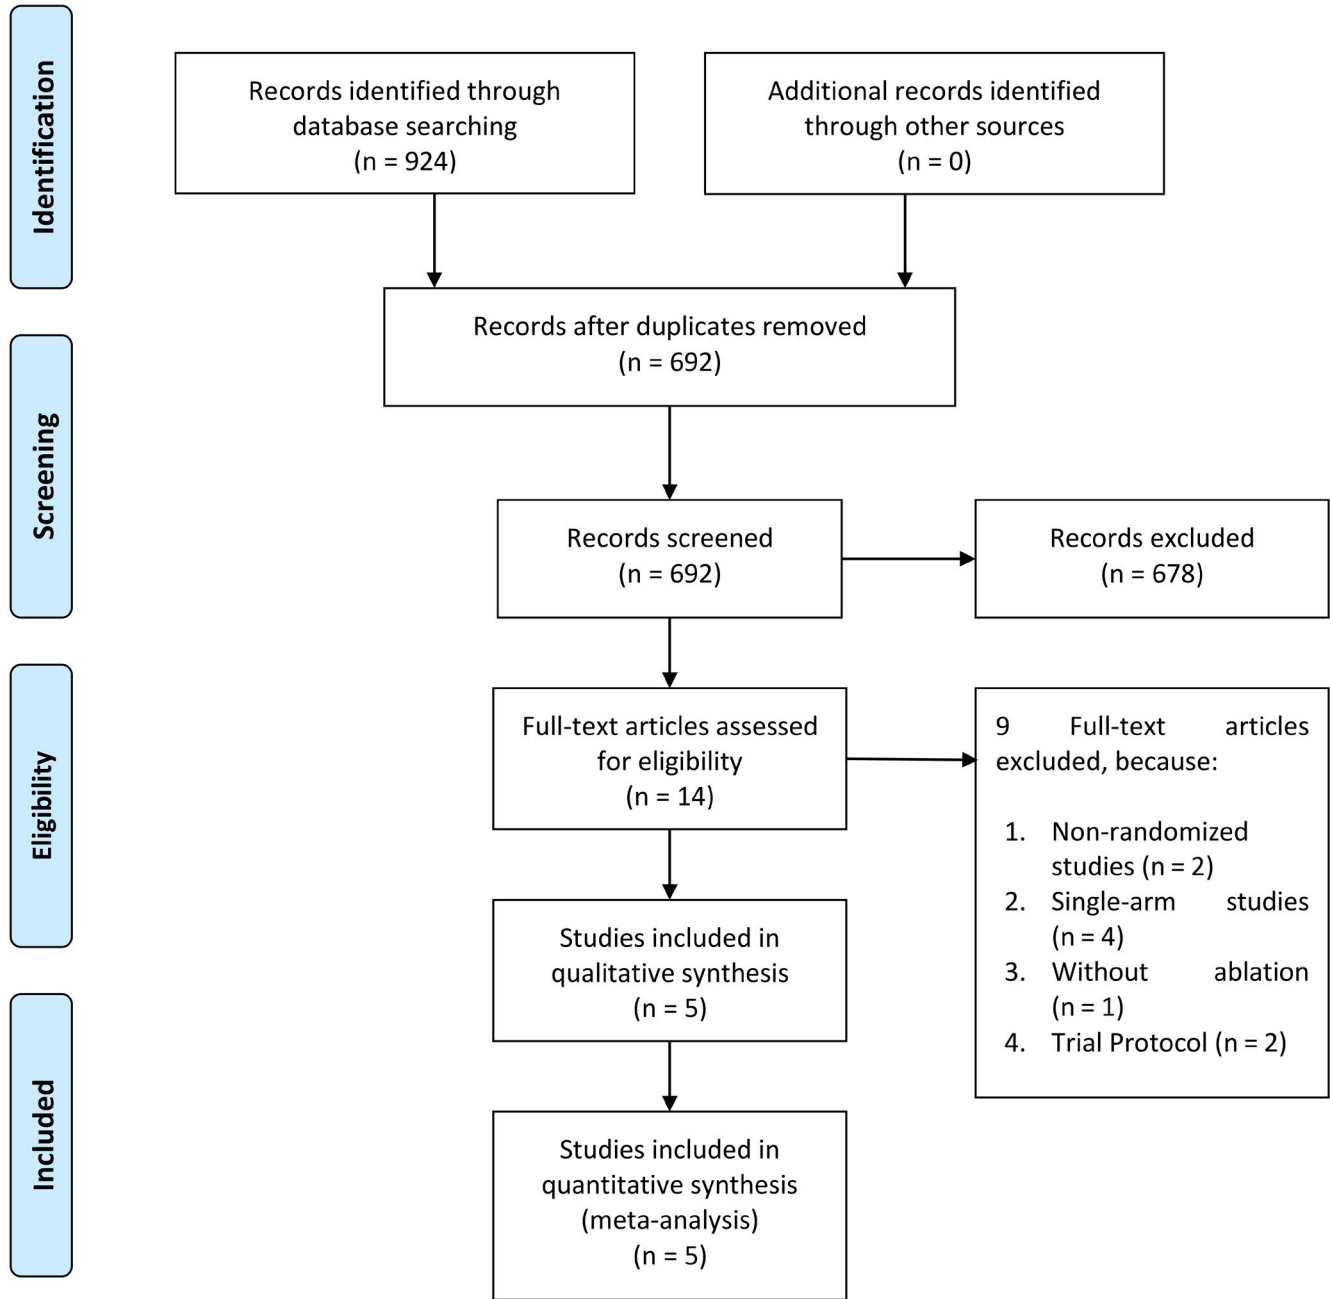 Identification
Records identified through
database searching
(n = 924)
Additional records identified
through other sources
(n = 0)
Records after duplicates removed
(n = 692)
Screening
Records screened
(n = 692)
Records excluded
(n = 678)
Eligibility
Full-text articles assessed
for eligibility
(n = 14)
9 Full-text articles
excluded, because:
1. Non-randomized
studies (n = 2)
2. Single-arm studies
(n = 4)
3. Without ablation
(n = 1)
4. Trial Protocol (n = 2)
Studies included in
qualitative synthesis
(n = 5)
Included
Studies included in
quantitative synthesis
(meta-analysis)
(n = 5)